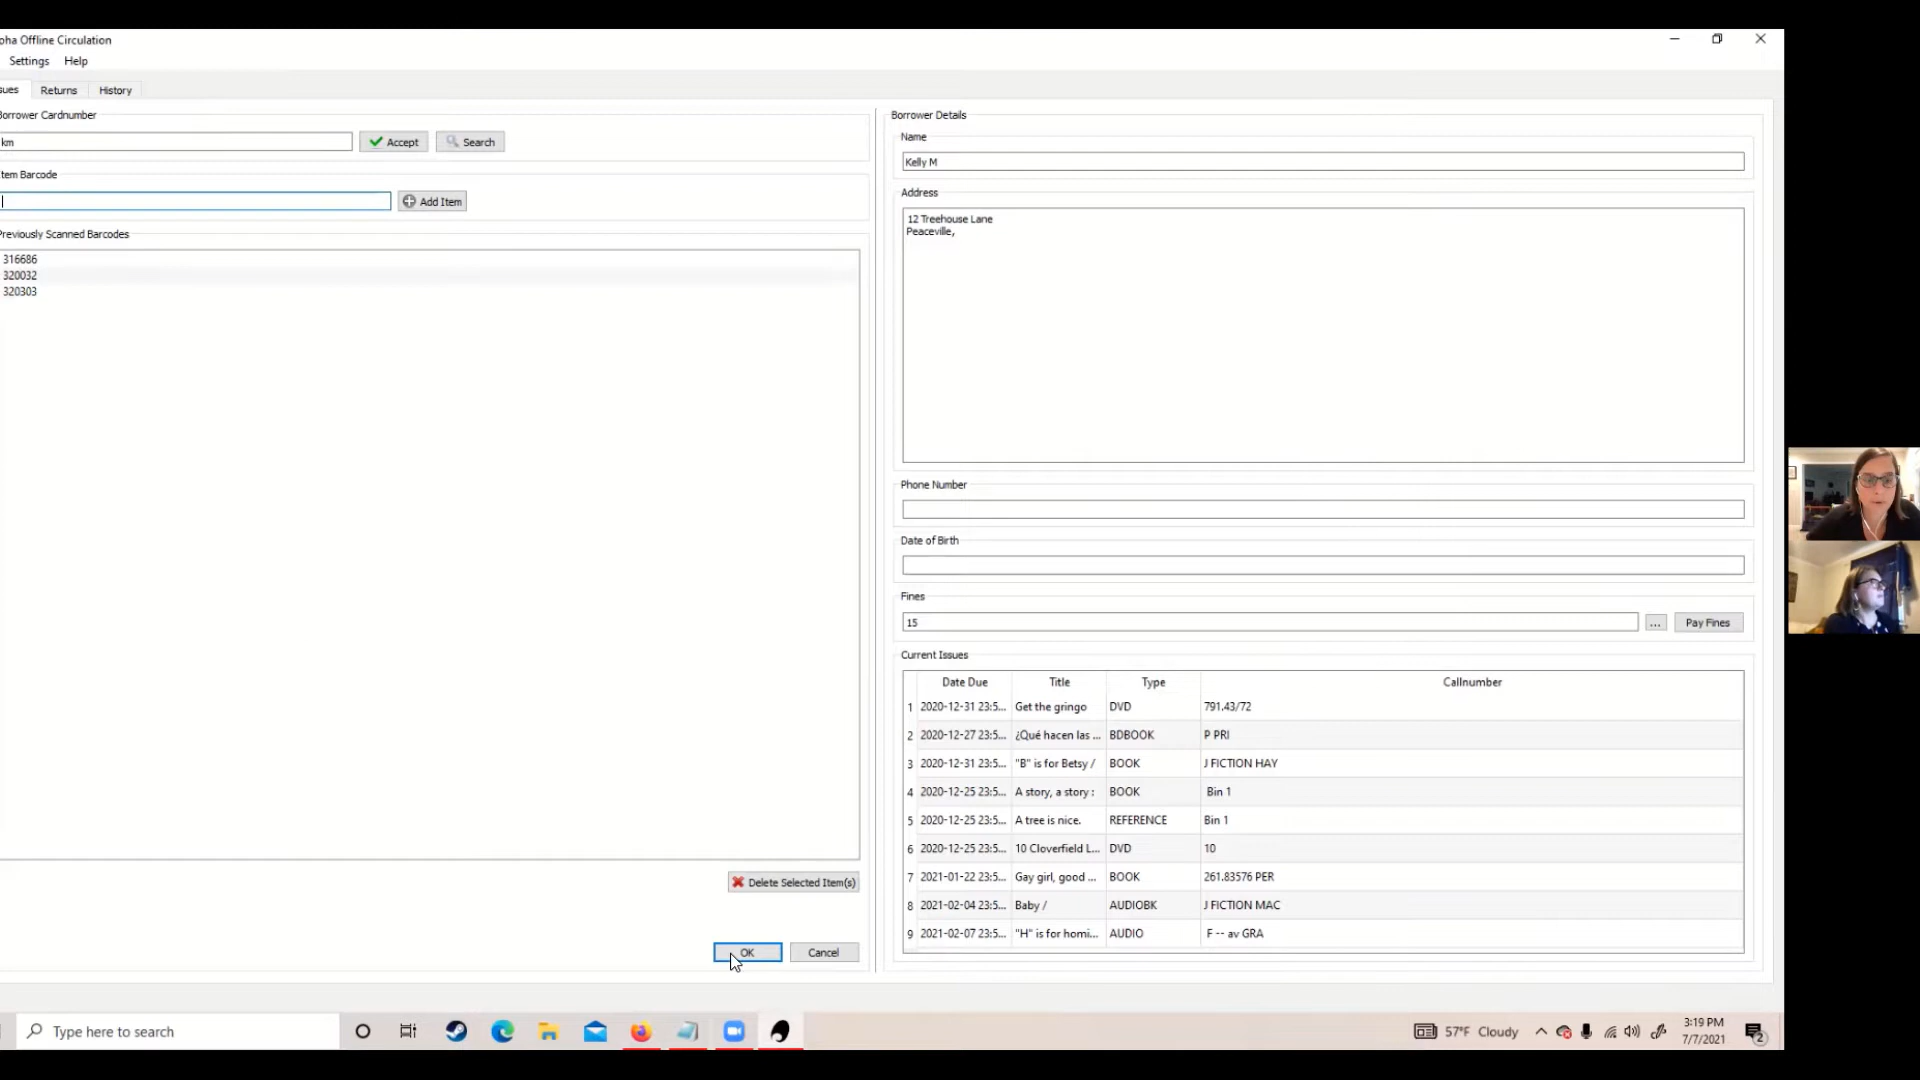 oha Offline Circulation
Settings Help
sues Returns History
Borrower Cardnumber
km Accept Search
Item Barcode
Add Item
Previously Scanned Barcodes
316686
320032
320303
Delete Selected Item(s)
OK Cancel
Borrower Details
Name
Kelly M
Address
12 Treehouse Lane
Peaceville,
Phone Number
Date of Birth
Fines
15 ... Pay Fines
Current Issues
Date Due Title Type Callnumber
1 2020-12-31 23:5... Get the gringo DVD 791.43/72
2 2020-12-27 23:5... ¿Qué hacen las ... BDBOOK P PRI
3 2020-12-31 23:5... "B" is for Betsy / BOOK J FICTION HAY
4 2020-12-25 23:5... A story, a story : BOOK Bin 1
5 2020-12-25 23:5... A tree is nice. REFERENCE Bin 1
6 2020-12-25 23:5... 10 Cloverfield L... DVD 10
7 2021-01-22 23:5... Gay girl, good ... BOOK 261.83576 PER
8 2021-02-04 23:5... Baby / AUDIOBK J FICTION MAC
9 2021-02-07 23:5... "H" is for homi... AUDIO F -- av GRA
Type here to search
57°F Cloudy
3:19 PM
7/7/2021
2